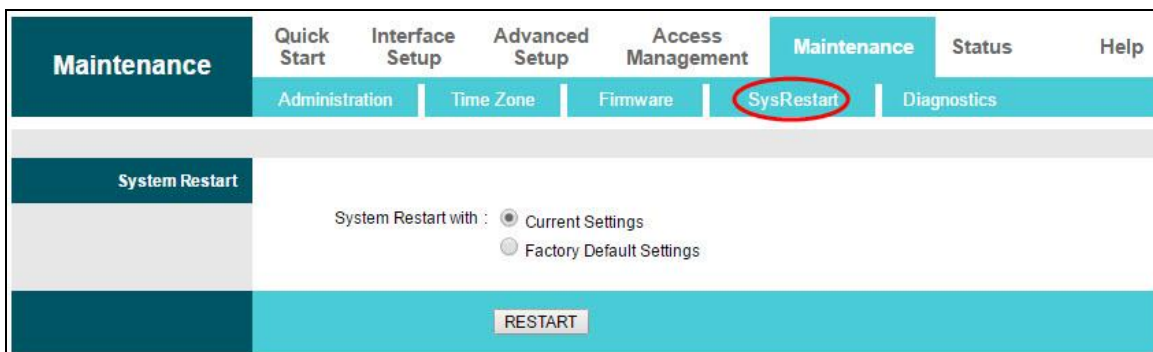 Maintenance
Quick Start
Interface Setup
Advanced Setup
Access Management
Maintenance
Status
Help
Administration
Time Zone
Firmware
SysRestart
Diagnostics
System Restart
System Restart with :
Current Settings
Factory Default Settings
RESTART